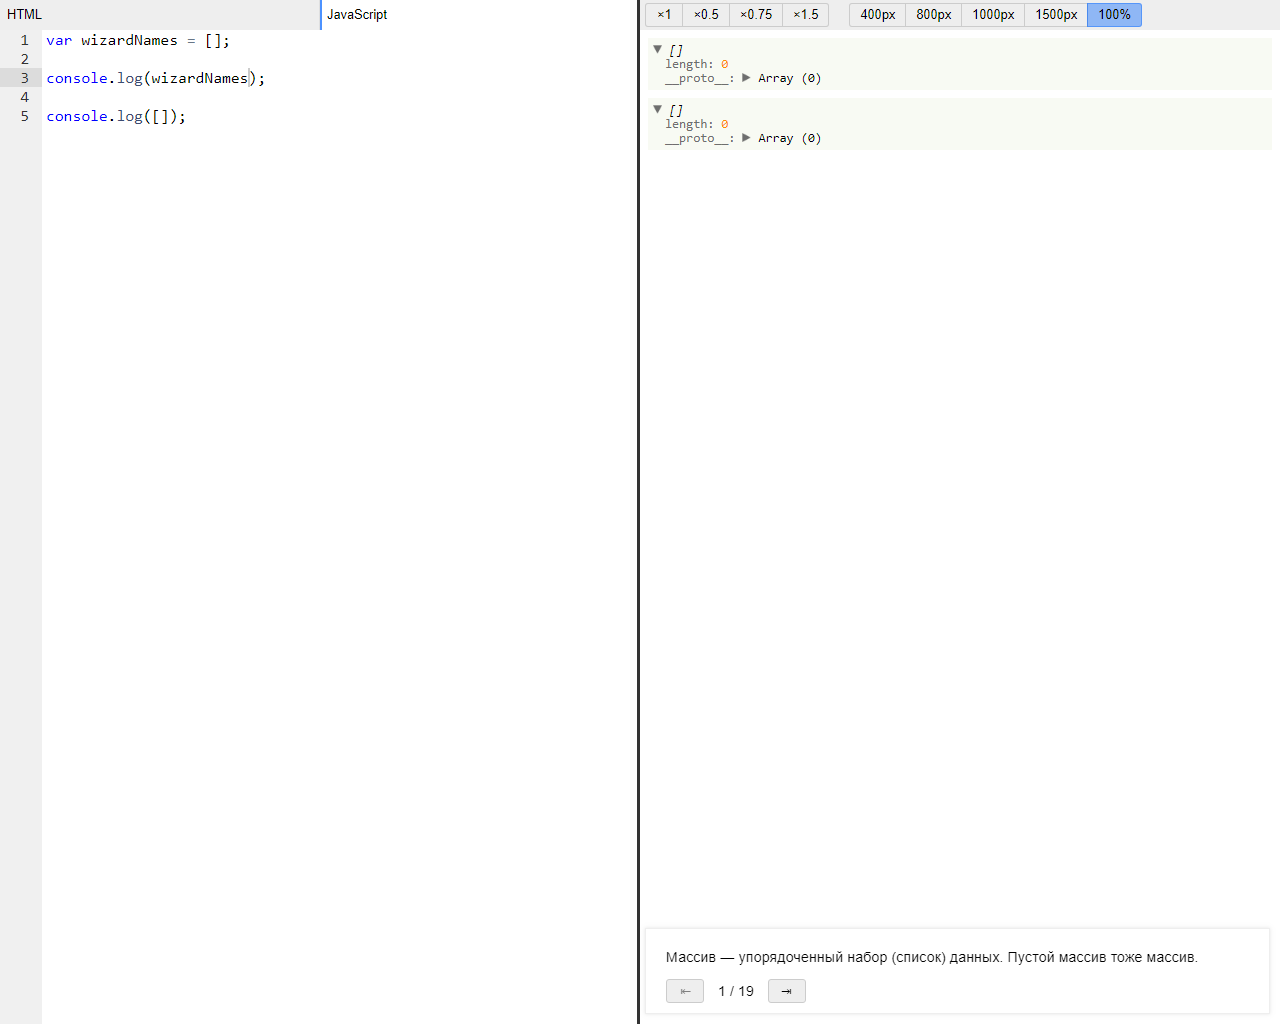 HTML
JavaScript
×1 ×0.5 ×0.75 ×1.5 400px 800px 1000px 1500px 100%
1 var wizardNames = [];
2
3 console.log(wizardNames);
4
5 console.log([]);
▼ []
length: 0
__proto__: ▶ Array (0)
▼ []
length: 0
__proto__: ▶ Array (0)
Массив — упорядоченный набор (список) данных. Пустой массив тоже массив.
⇤ 1 / 19 ⇥